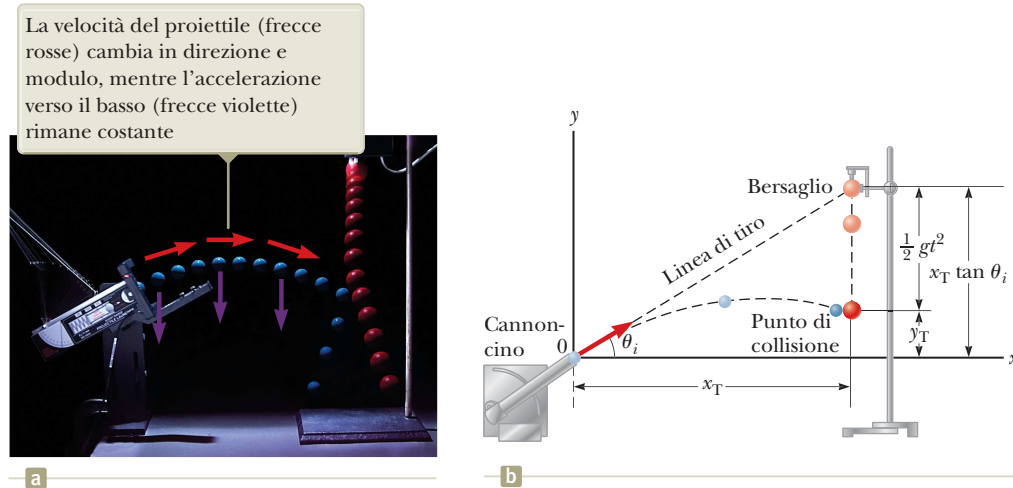 La velocità del proiettile (frecce
rosse) cambia in direzione e
modulo, mentre l'accelerazione
verso il basso (frecce violette)
rimane costante
a
y
Bersaglio
Linea di tiro
½ gt²
x_T tan θ_i
Cannon-
cino
0
θ_i
Punto di
collisione
y_T
x
x_T
b